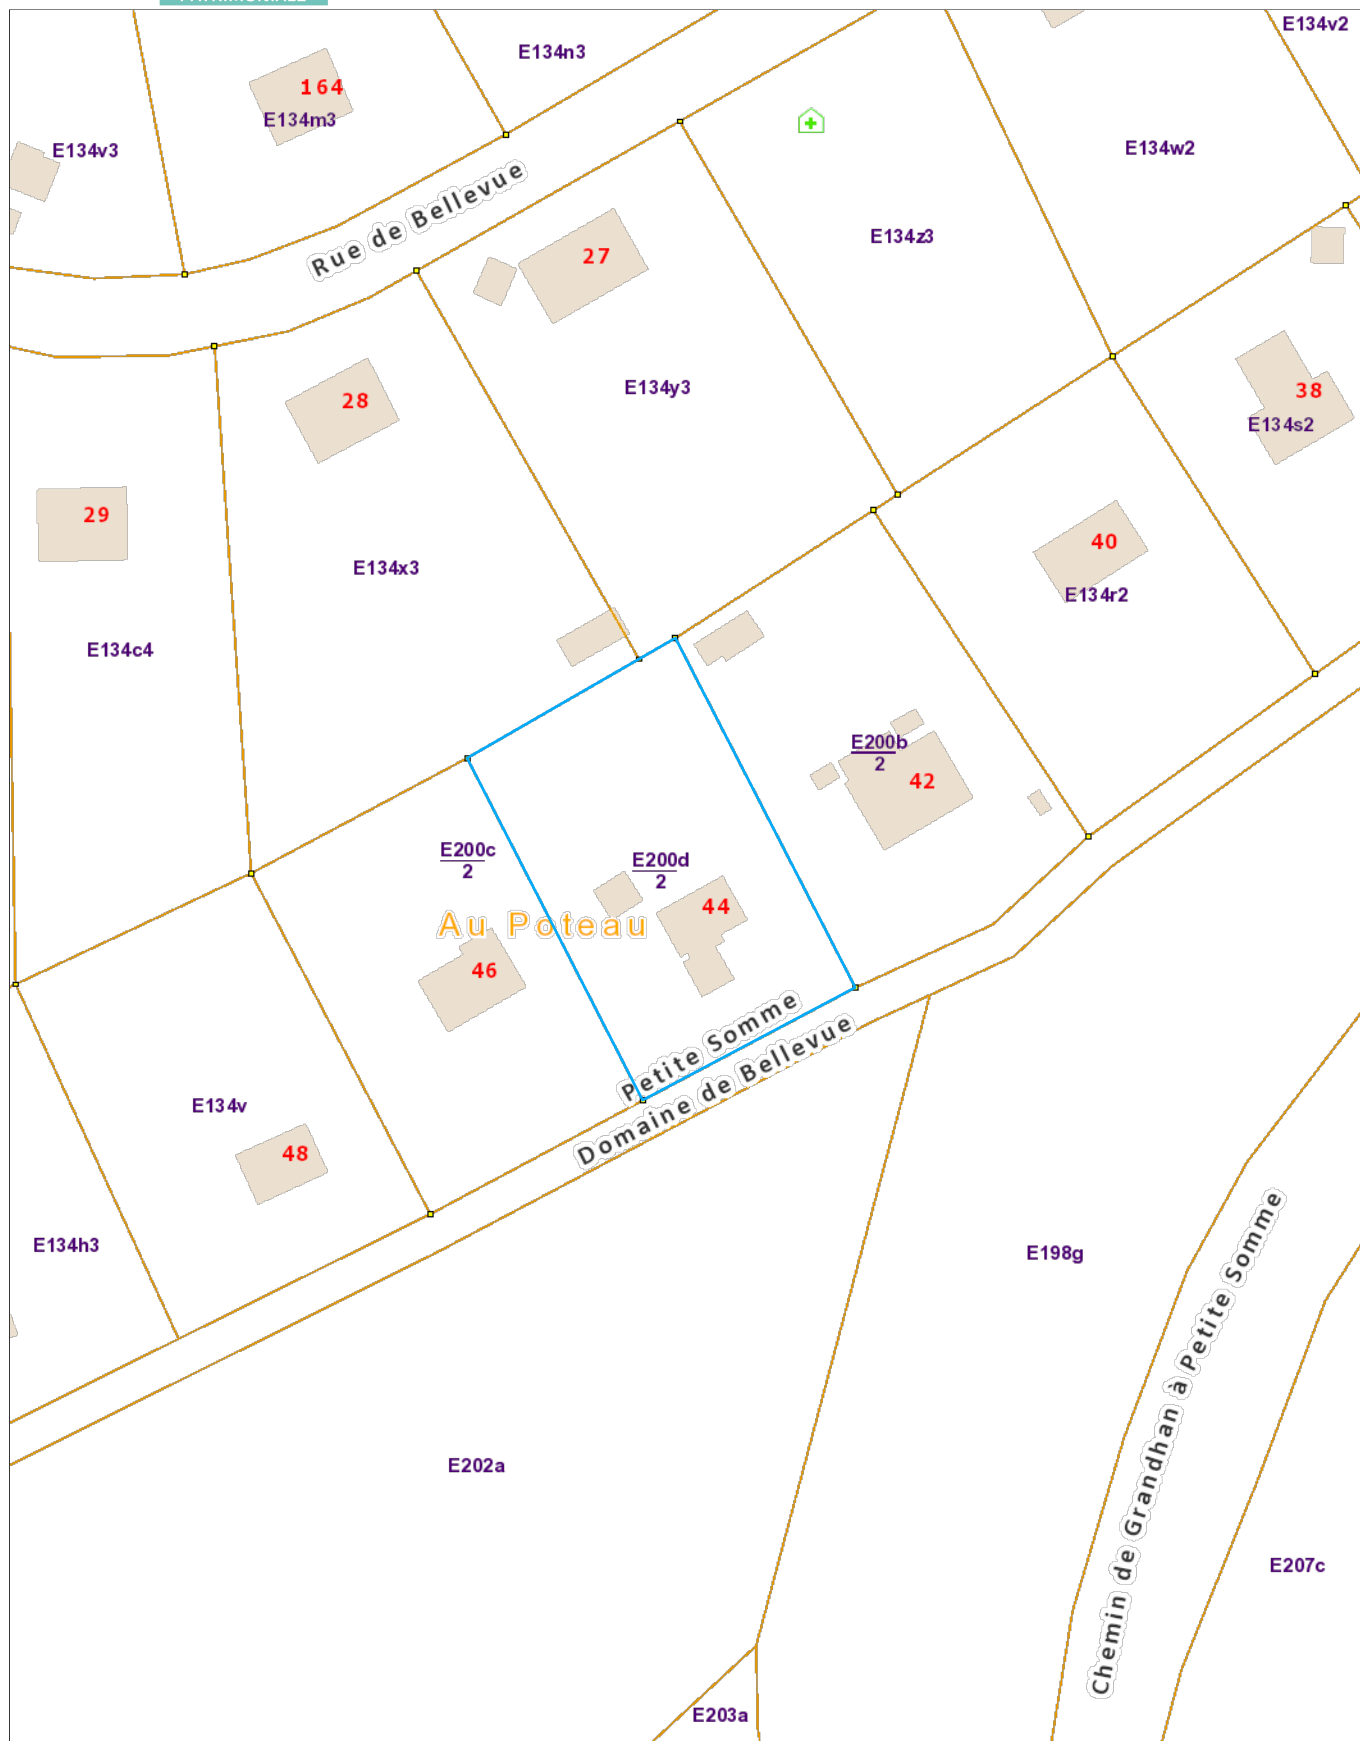 E134v2
E134n3
164
E134m3
E134v3
E134w2
Rue de Bellevue
E134z3
27
E134y3
38
E134s2
28
29
40
E134x3
E134r2
E134c4
E200b
2
42
E200c
2
E200d
2
44
Au Poteau
46
Petite Somme
Domaine de Bellevue
E134v
48
E134h3
E198g
Chemin de Grandhan à Petite Somme
E202a
E207c
E203a